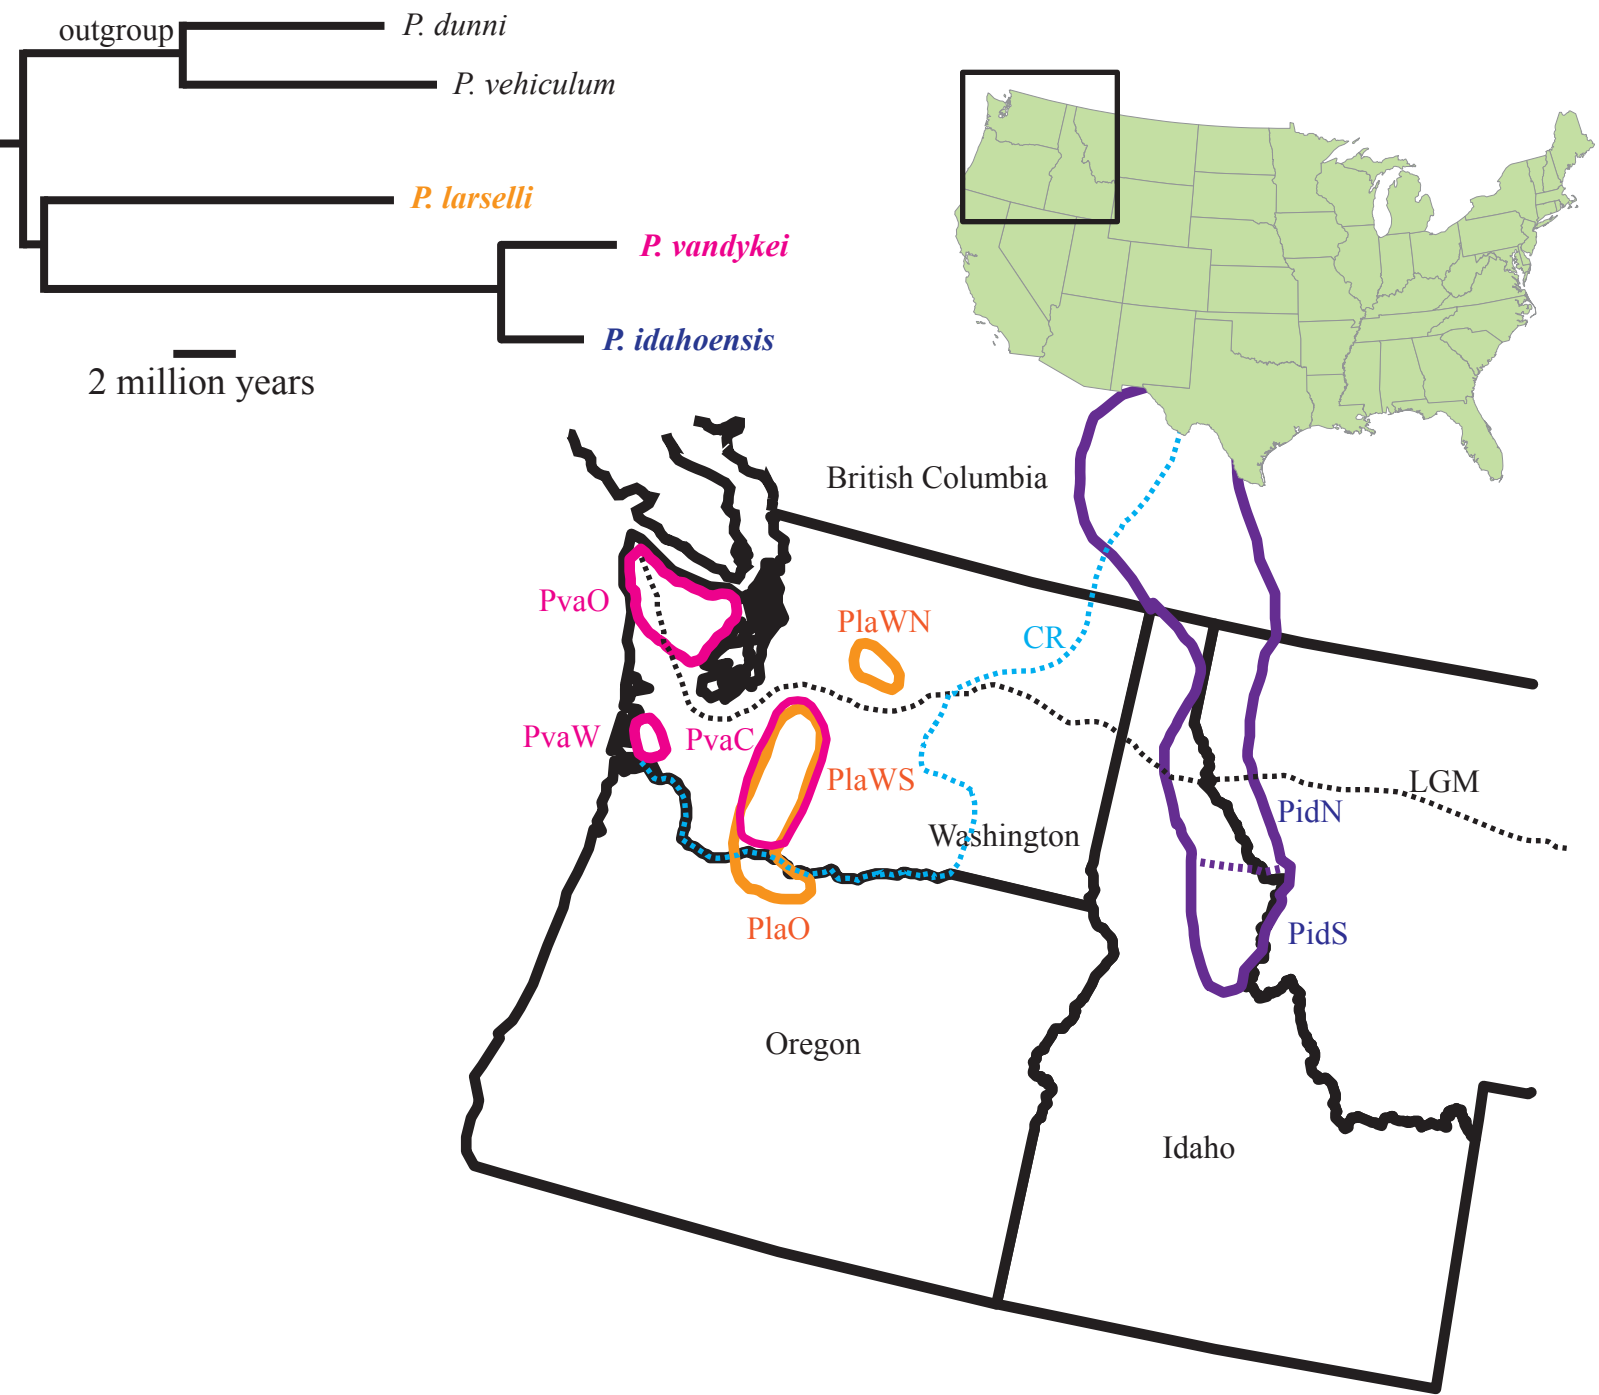 outgroup
P. dunni
P. vehiculum
P. larselli
P. vandykei
P. idahoensis
2 million years
British Columbia
PvaO
PlaWN
CR
PvaW
PvaC
PlaWS
LGM
PidN
Washington
PlaO
PidS
Oregon
Idaho